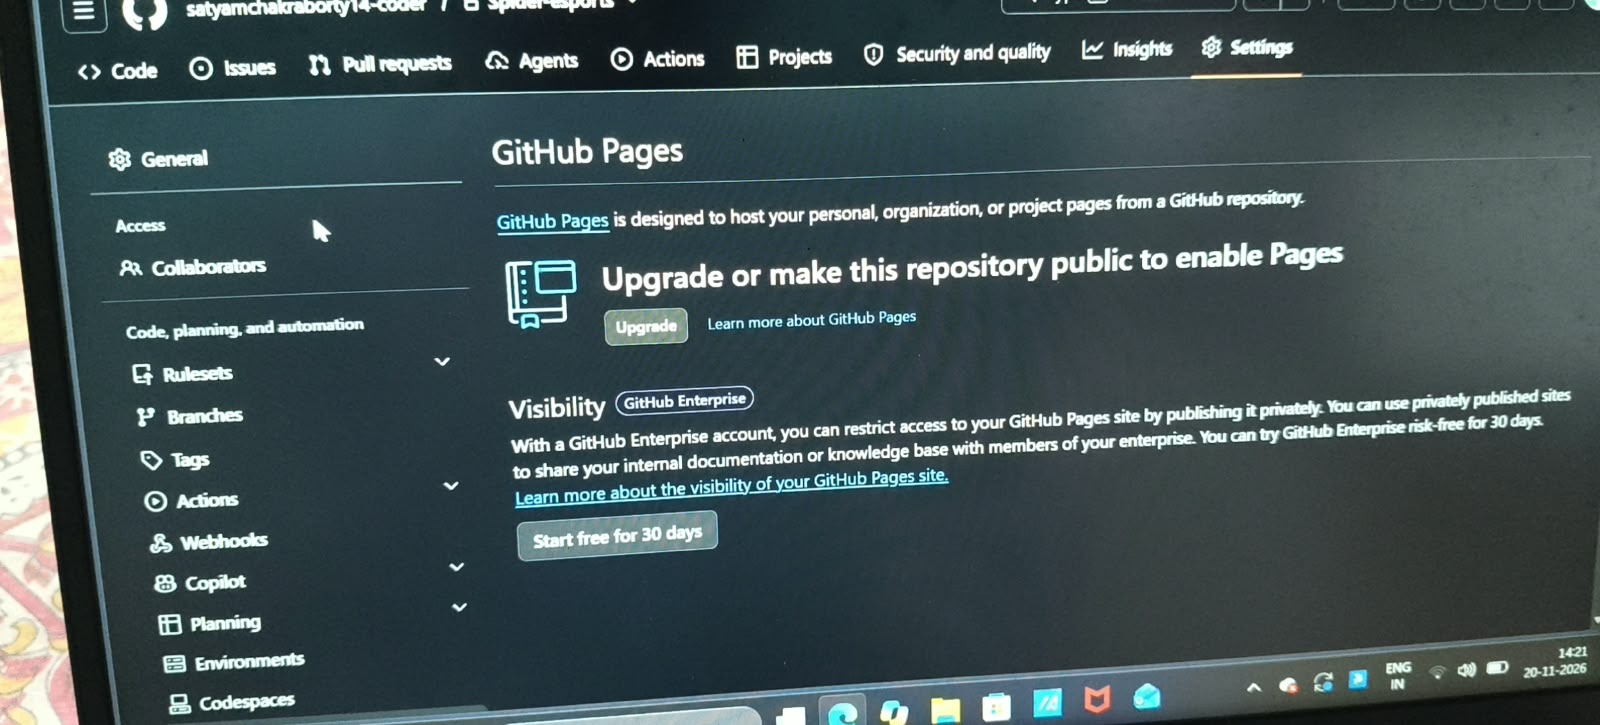 satyamchakraborty14-coder / Spider-esports
Code Issues Pull requests Agents Actions Projects Security and quality Insights Settings
General
Access
Collaborators
Code, planning, and automation
Rulesets
Branches
Tags
Actions
Webhooks
Copilot
Planning
Environments
Codespaces
GitHub Pages
GitHub Pages is designed to host your personal, organization, or project pages from a GitHub repository.
Upgrade or make this repository public to enable Pages
Upgrade Learn more about GitHub Pages
Visibility GitHub Enterprise
With a GitHub Enterprise account, you can restrict access to your GitHub Pages site by publishing it privately. You can use privately published sites
to share your internal documentation or knowledge base with members of your enterprise. You can try GitHub Enterprise risk-free for 30 days.
Learn more about the visibility of your GitHub Pages site.
Start free for 30 days
ENG
IN
14:21
20-11-2026